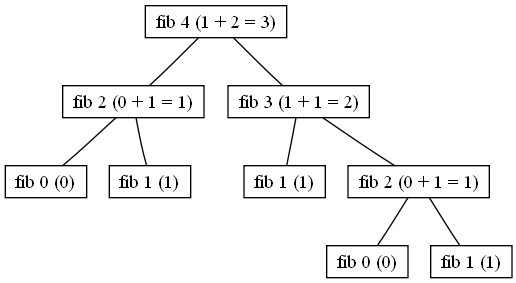 fib 4 (1 + 2 = 3)
fib 2 (0 + 1 = 1)
fib 3 (1 + 1 = 2)
fib 0 (0)
fib 1 (1)
fib 1 (1)
fib 2 (0 + 1 = 1)
fib 0 (0)
fib 1 (1)